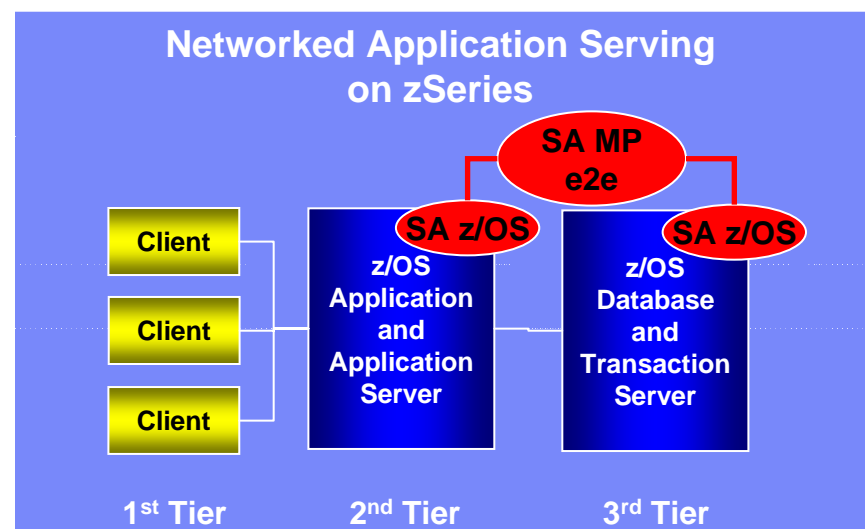 Networked Application Serving
on zSeries
SA MP
e2e
SA z/OS
SA z/OS
Client
Client
Client
z/OS
Application
and
Application
Server
z/OS
Database
and
Transaction
Server
1st Tier
2nd Tier
3rd Tier